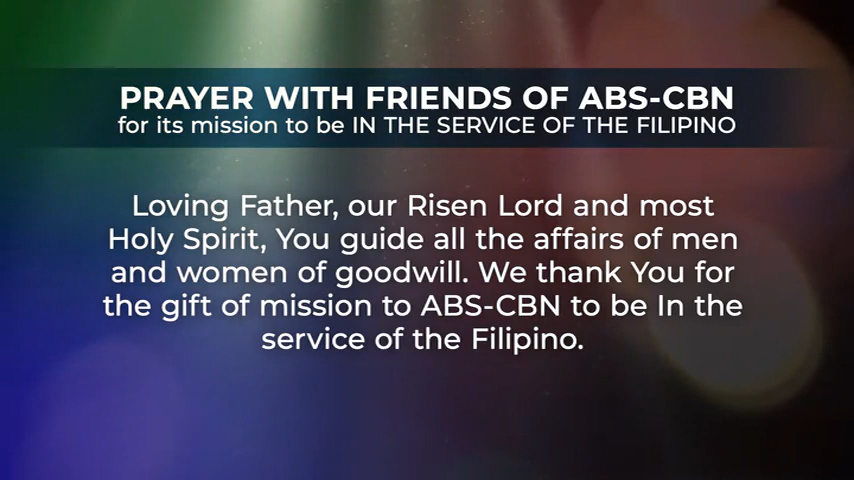 PRAYER WITH FRIENDS OF ABS-CBN
for its mission to be IN THE SERVICE OF THE FILIPINO
Loving Father, our Risen Lord and most
Holy Spirit, You guide all the affairs of men
and women of goodwill. We thank You for
the gift of mission to ABS-CBN to be In the
service of the Filipino.